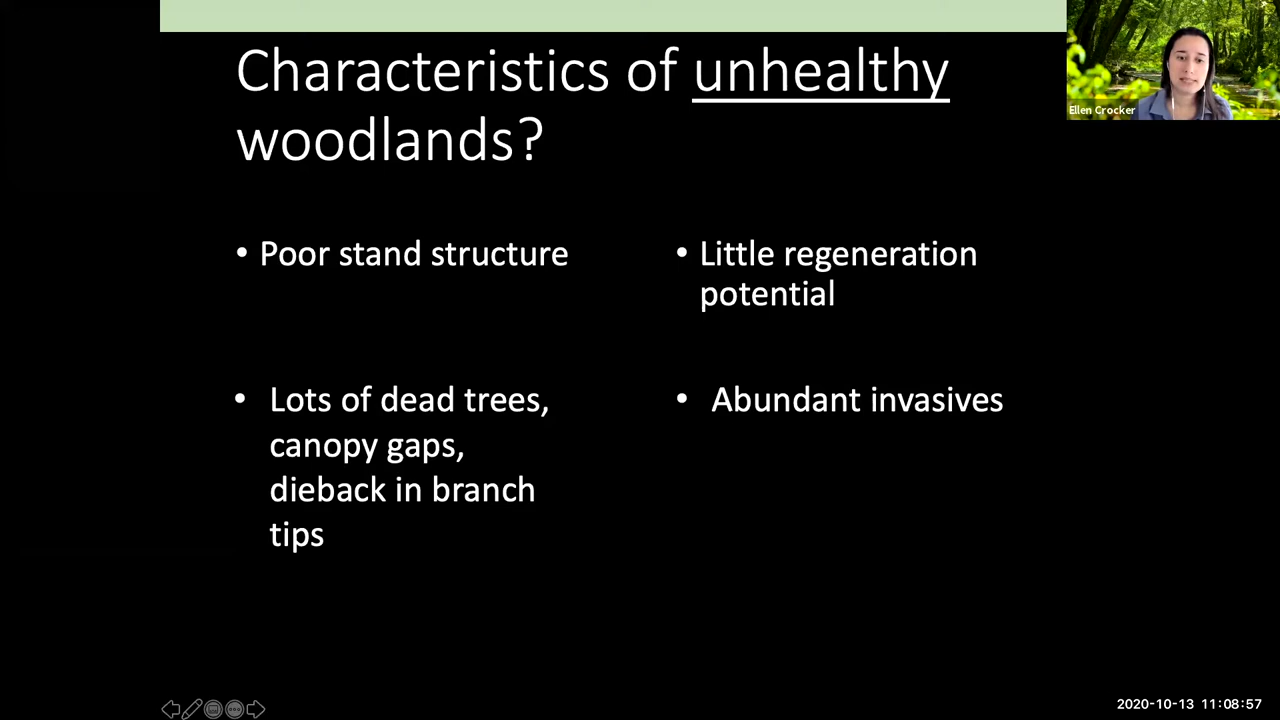 Characteristics of unhealthy
woodlands?
Ellen Crocker
• Poor stand structure
• Little regeneration
potential
• Lots of dead trees,
canopy gaps,
dieback in branch
tips
• Abundant invasives
2020-10-13 11:08:57